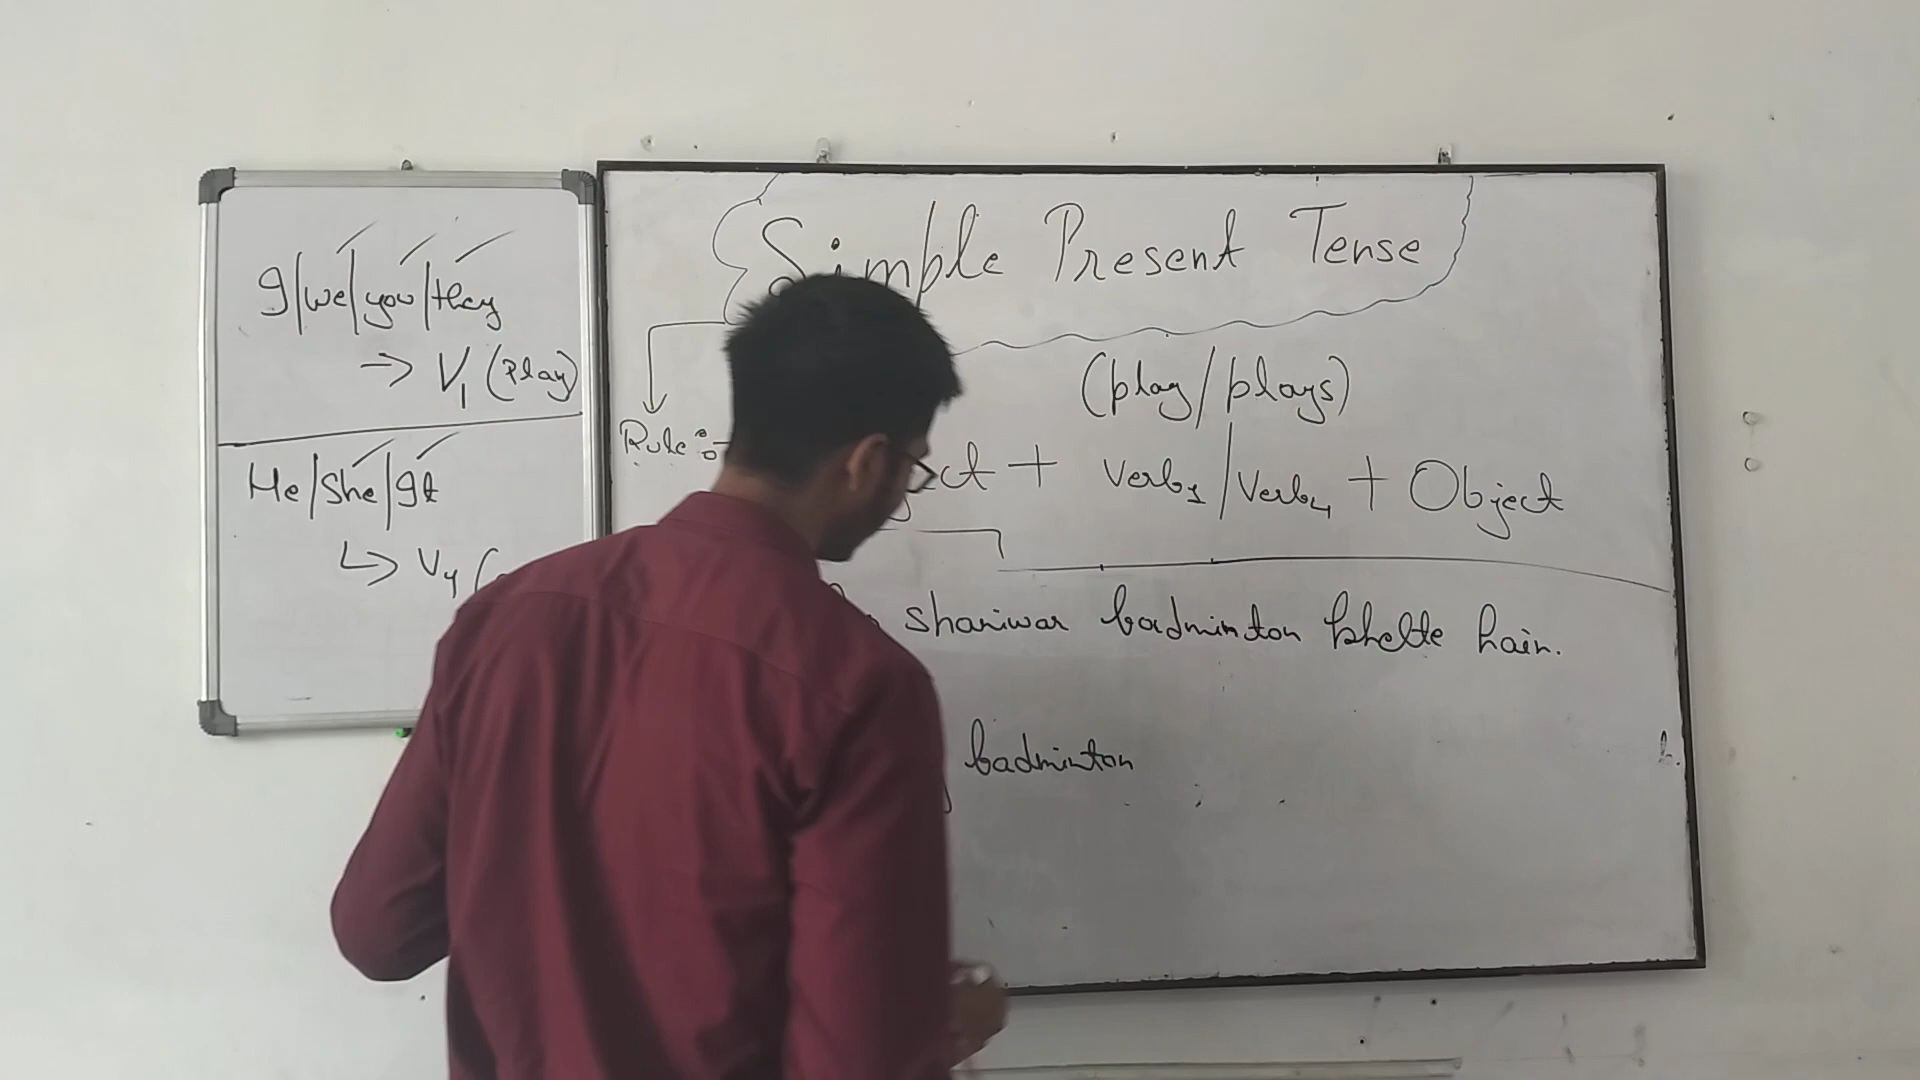 I/we/you/they
→ V1 (Play)
He/She/It
↳ V4 (
Simple Present Tense
(play/plays)
Rule:- ct + Verb1/Verb4 + Object
shaniwar badminton khelte hain.
badminton